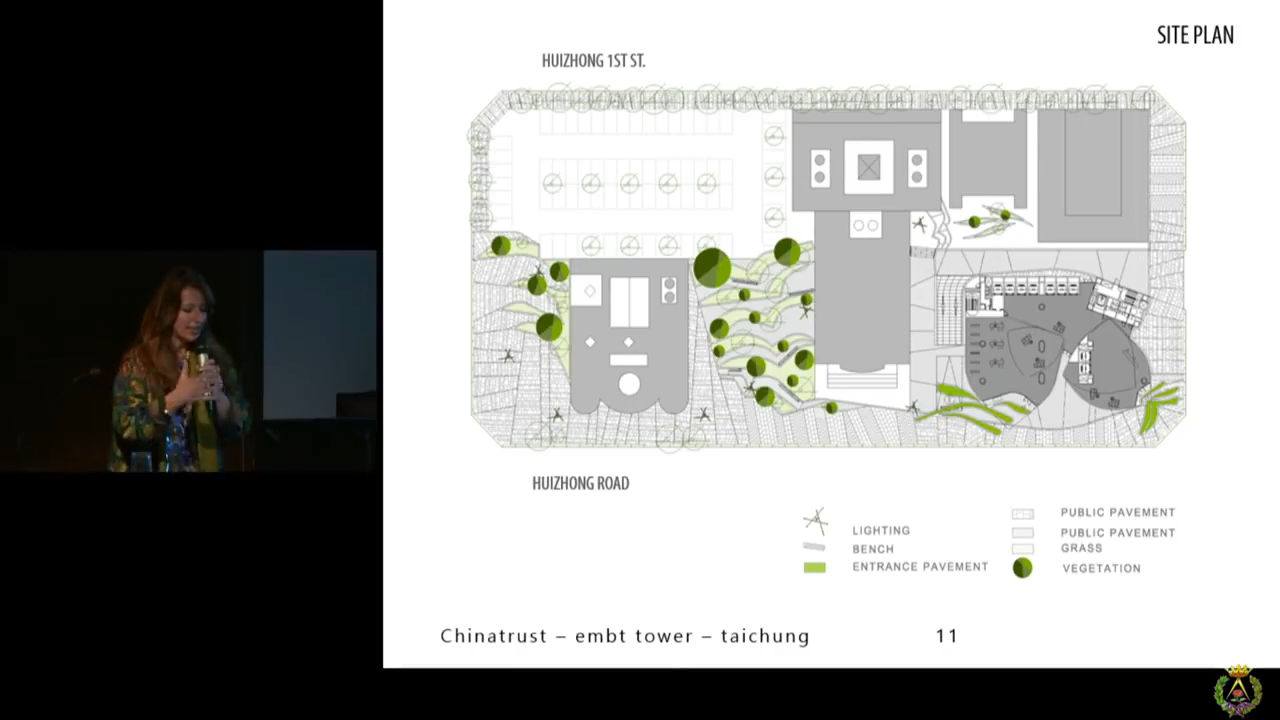 SITE PLAN
HUIZHONG 1ST ST.
HUIZHONG ROAD
LIGHTING
BENCH
ENTRANCE PAVEMENT
PUBLIC PAVEMENT
PUBLIC PAVEMENT
GRASS
VEGETATION
Chinatrust – embt tower – taichung
11